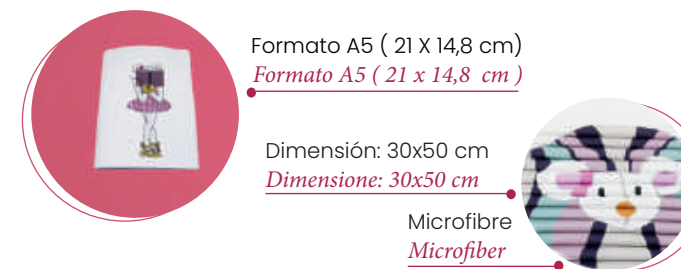 Formato A5 ( 21 X 14,8 cm)
Formato A5 ( 21 x 14,8 cm )
Dimensión: 30x50 cm
Dimensione: 30x50 cm
Microfibre
Microfiber